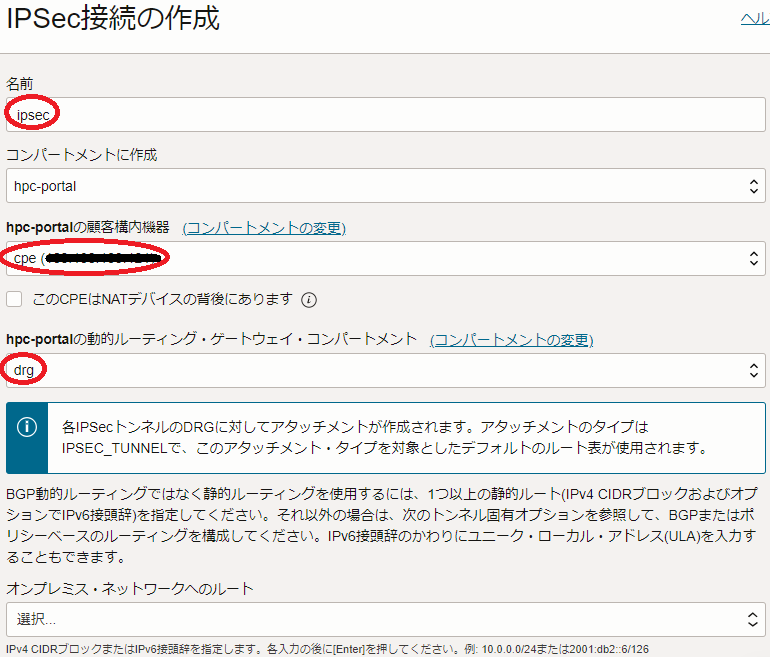 IPSec接続の作成
ヘル
名前
ipsec
コンパートメントに作成
hpc-portal
hpc-portalの顧客構内機器 (コンパートメントの変更)
cpe (
このCPEはNATデバイスの背後にあります
hpc-portalの動的ルーティング・ゲートウェイ・コンパートメント (コンパートメントの変更)
drg
各IPSecトンネルのDRGに対してアタッチメントが作成されます。アタッチメントのタイプは
IPSEC_TUNNELで、このアタッチメント・タイプを対象としたデフォルトのルート表が使用されます。
BGP動的ルーティングではなく静的ルーティングを使用するには、1つ以上の静的ルート(IPv4 CIDRブロックおよびオプ
ションでIPv6接頭辞)を指定してください。それ以外の場合は、次のトンネル固有オプションを参照して、BGPまたはポ
リシーベースのルーティングを構成してください。IPv6接頭辞のかわりにユニーク・ローカル・アドレス(ULA)を入力す
ることもできます。
オンプレミス・ネットワークへのルート
選択...
IPv4 CIDRブロックまたはIPv6接頭辞を指定します。各入力の後に[Enter]を押してください。例: 10.0.0.0/24または2001:db2::6/126